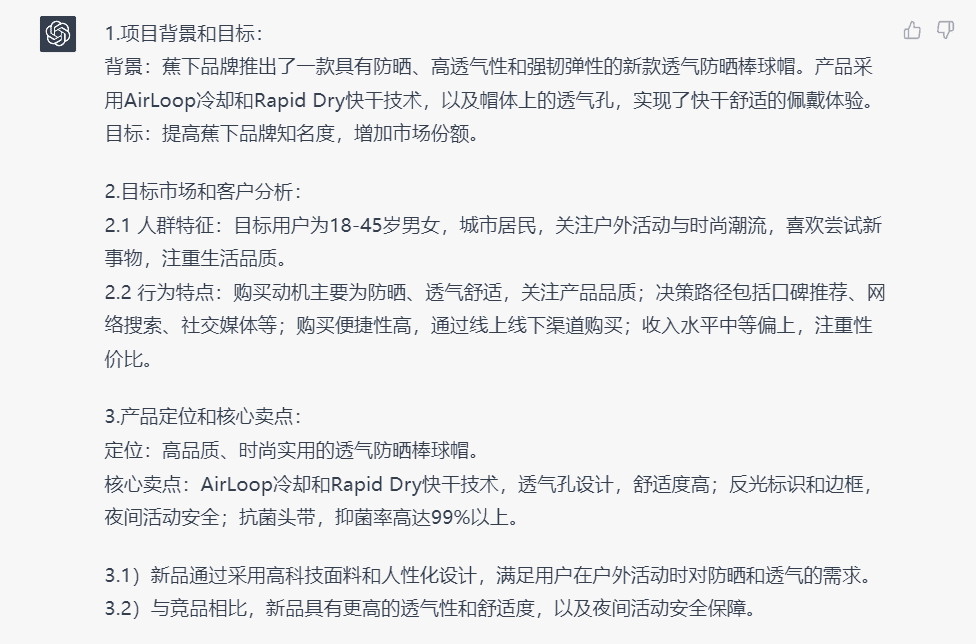 1.项目背景和目标：
背景：蕉下品牌推出了一款具有防晒、高透气性和强韧弹性的新款透气防晒棒球帽。产品采
用AirLoop冷却和Rapid Dry快干技术，以及帽体上的透气孔，实现了快干舒适的佩戴体验。
目标：提高蕉下品牌知名度，增加市场份额。
2.目标市场和客户分析：
2.1 人群特征：目标用户为18-45岁男女，城市居民，关注户外活动与时尚潮流，喜欢尝试新
事物，注重生活品质。
2.2 行为特点：购买动机主要为防晒、透气舒适，关注产品品质；决策路径包括口碑推荐、网
络搜索、社交媒体等；购买便捷性高，通过线上线下渠道购买；收入水平中等偏上，注重性
价比。
3.产品定位和核心卖点：
定位：高品质、时尚实用的透气防晒棒球帽。
核心卖点：AirLoop冷却和Rapid Dry快干技术，透气孔设计，舒适度高；反光标识和边框，
夜间活动安全；抗菌头带，抑菌率高达99%以上。
3.1）新品通过采用高科技面料和人性化设计，满足用户在户外活动时对防晒和透气的需求。
3.2）与竞品相比，新品具有更高的透气性和舒适度，以及夜间活动安全保障。